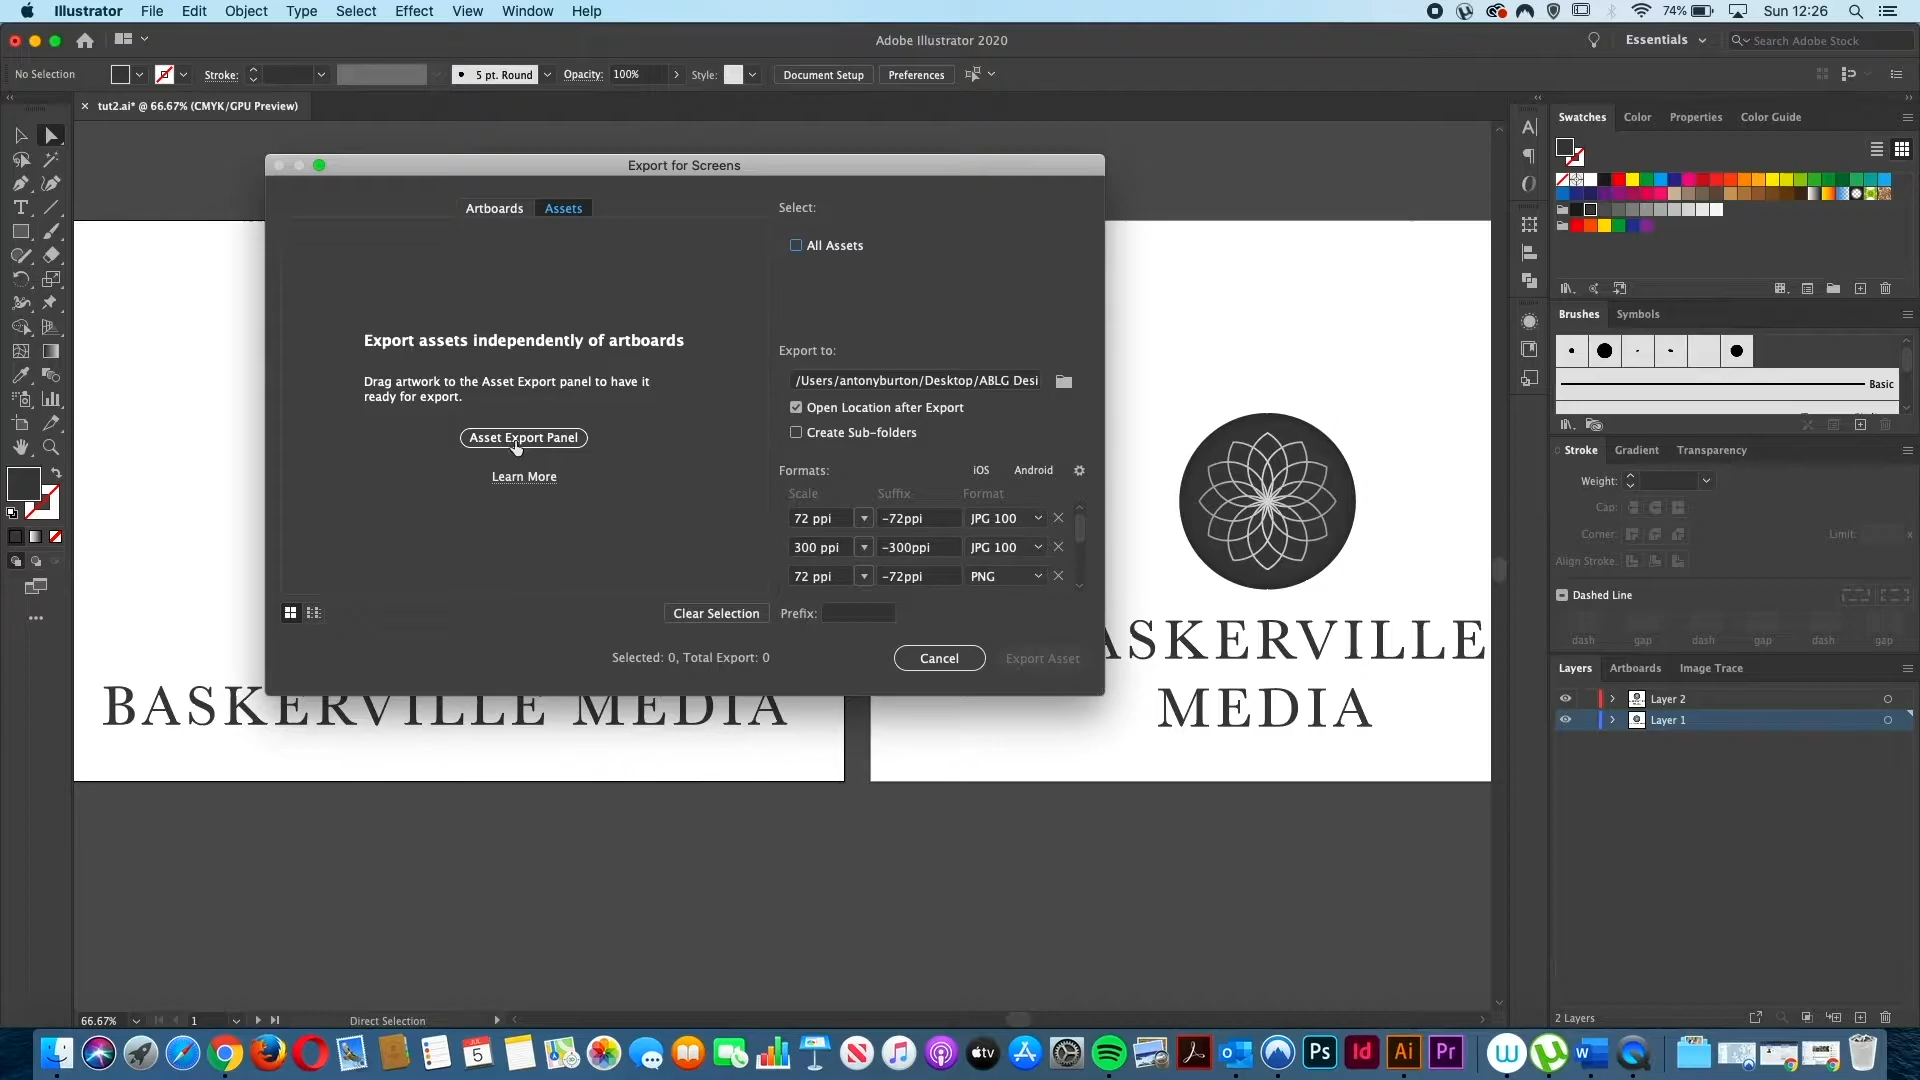 Illustrator File Edit Object Type Select Effect View Window Help
74% Sun 12:26
Adobe Illustrator 2020
Essentials
Search Adobe Stock
No Selection
Stroke:
5 pt. Round
Opacity: 100%
Style:
Document Setup
Preferences
tut2.ai* @ 66.67% (CMYK/GPU Preview)
Export for Screens
Artboards Assets
Select:
All Assets
Export assets independently of artboards
Drag artwork to the Asset Export panel to have it
ready for export.
Asset Export Panel
Learn More
Export to:
/Users/antonyburton/Desktop/ABLG Desi
Open Location after Export
Create Sub-folders
Formats: iOS Android
Scale Suffix Format
72 ppi -72ppi JPG 100
300 ppi -300ppi JPG 100
72 ppi -72ppi PNG
Clear Selection
Prefix:
Selected: 0, Total Export: 0
Cancel
Export Asset
BASKERVILLE MEDIA
ASKERVILLE
MEDIA
Swatches Color Properties Color Guide
Brushes Symbols
Basic
Stroke Gradient Transparency
Weight:
Cap:
Corner: Limit: x
Align Stroke:
Dashed Line
dash gap dash gap dash gap
Layers Artboards Image Trace
Layer 2
Layer 1
2 Layers
66.67% 1 Direct Selection
JUL
5
tv
Ps Id Ai Pr
W
W